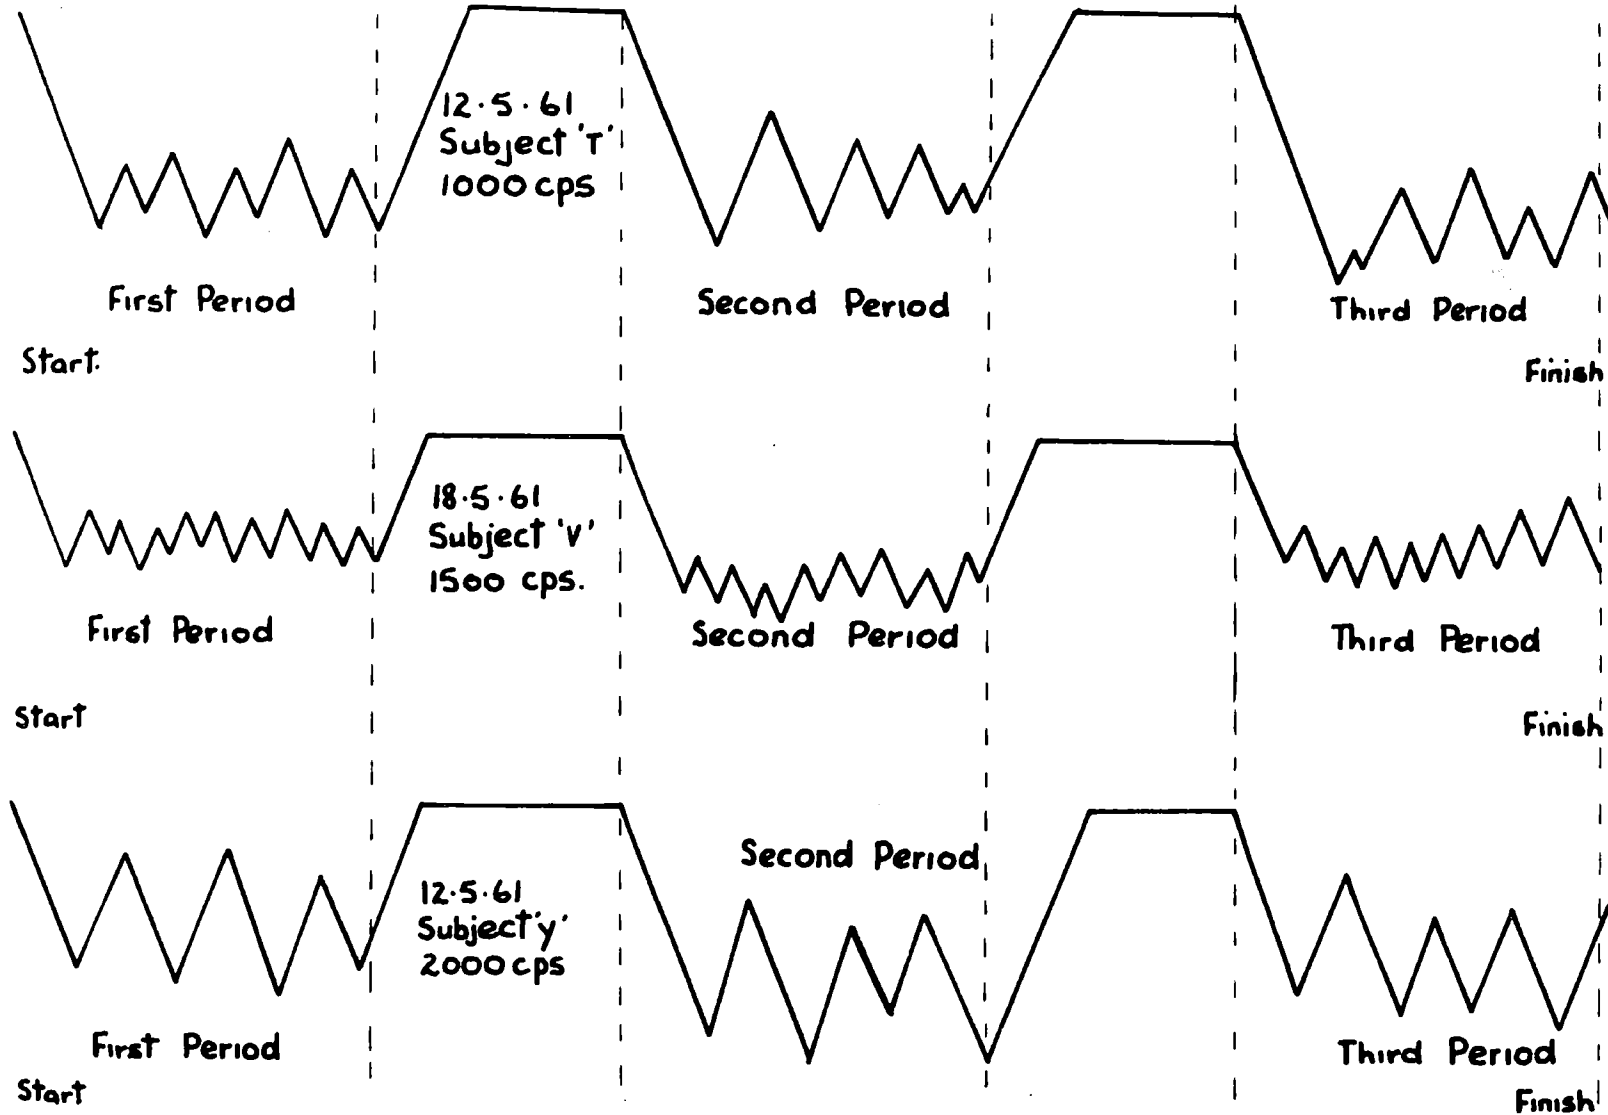 12.5.61
Subject 'T'
1000 cps
First Period
Second Period
Third Period
Start.
Finish
18.5.61
Subject 'V'
1500 cps.
First Period
Second Period
Third Period
Start
Finish
Second Period
12.5.61
Subject 'y'
2000 cps
First Period
Third Period
Start
Finish